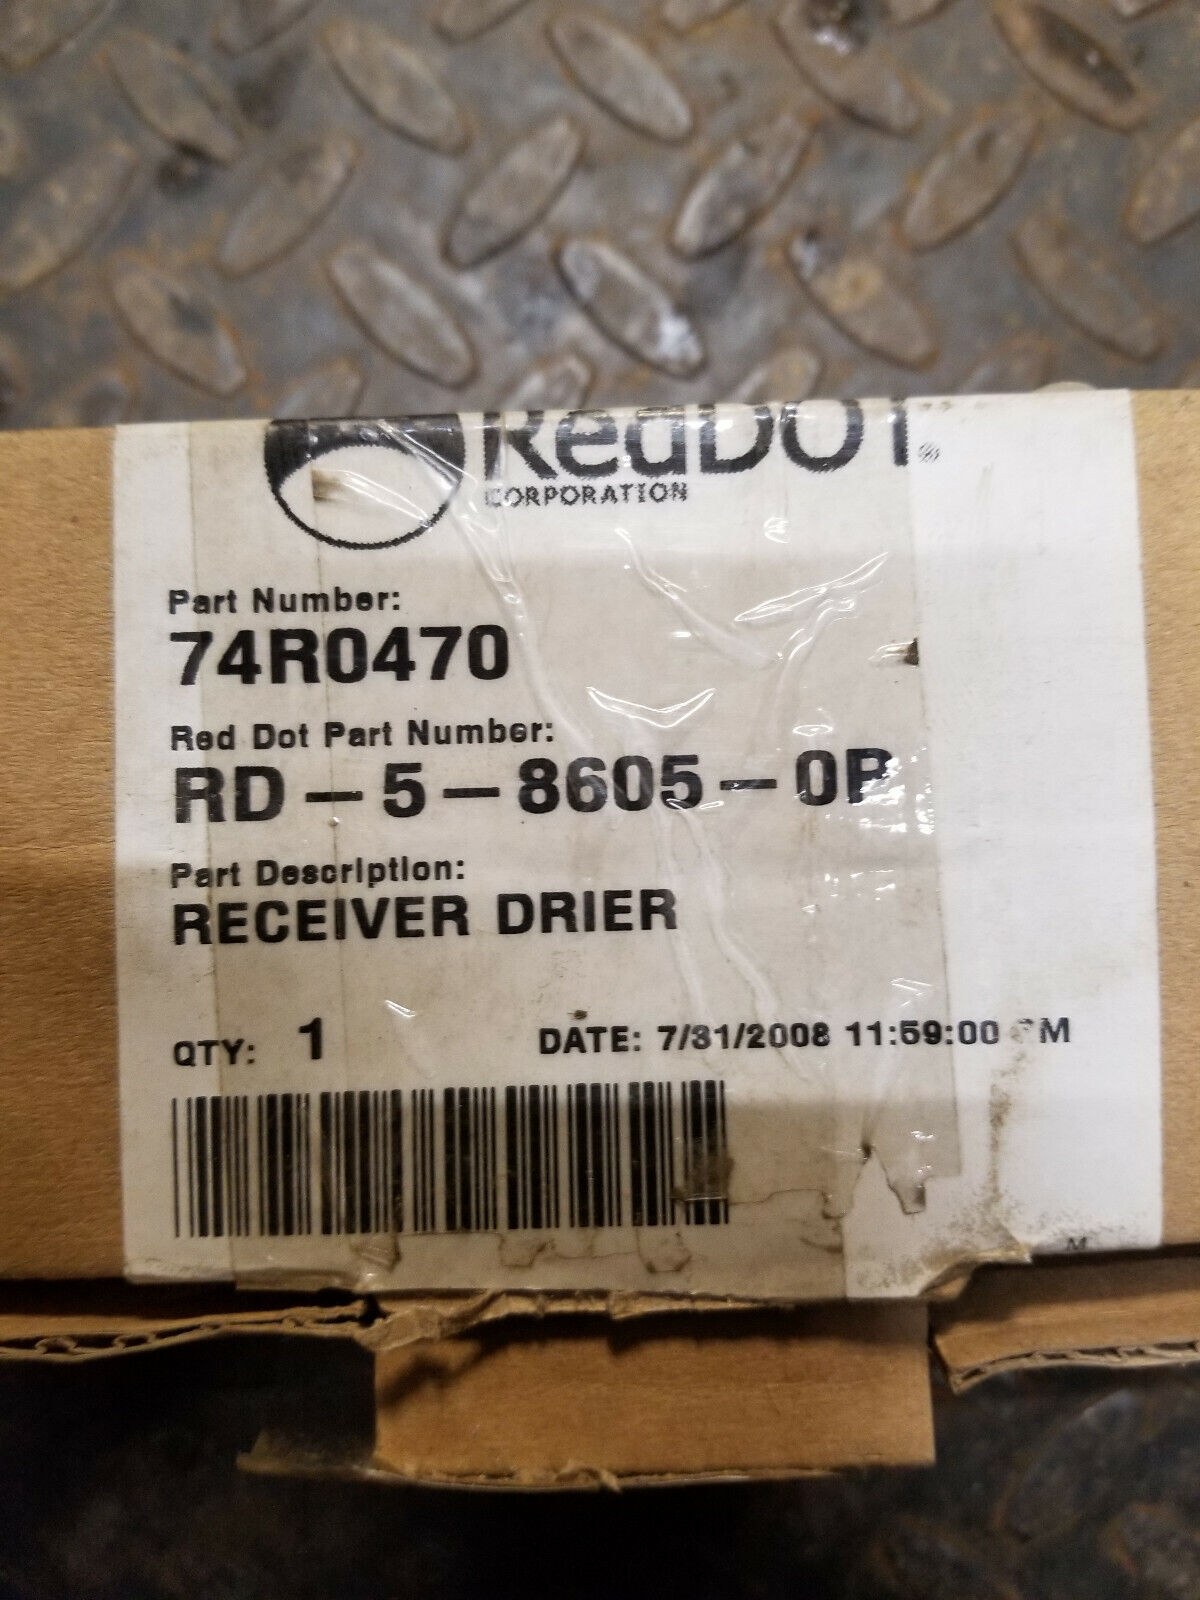 RedDOT®
CORPORATION
Part Number:
74R0470
Red Dot Part Number:
RD-5-8605-0P
Part Description:
RECEIVER DRIER
QTY: 1 DATE: 7/31/2008 11:59:00